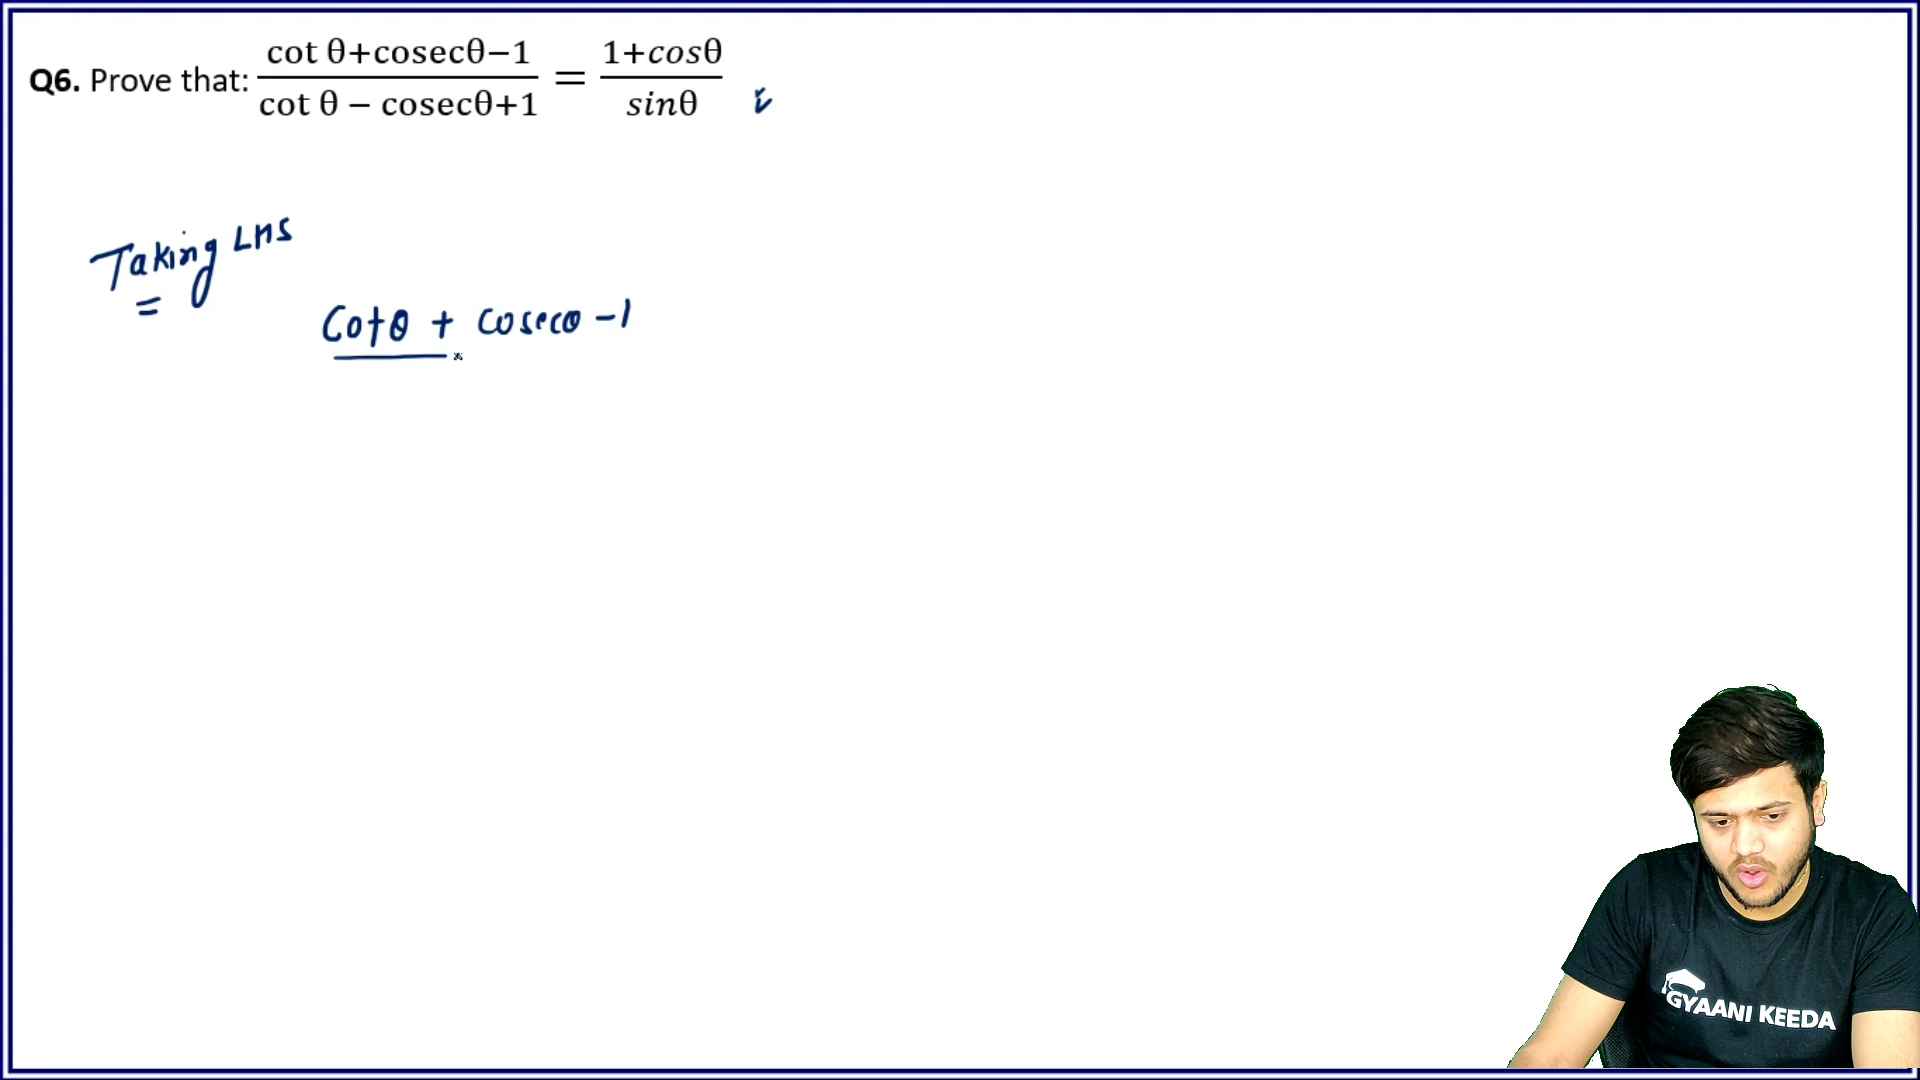 Q6. Prove that: (cot θ+cosecθ−1)/(cot θ − cosecθ+1) = (1+cosθ)/sinθ
Taking LHS
=
Cotθ + cosecθ -1
GYAANI KEEDA